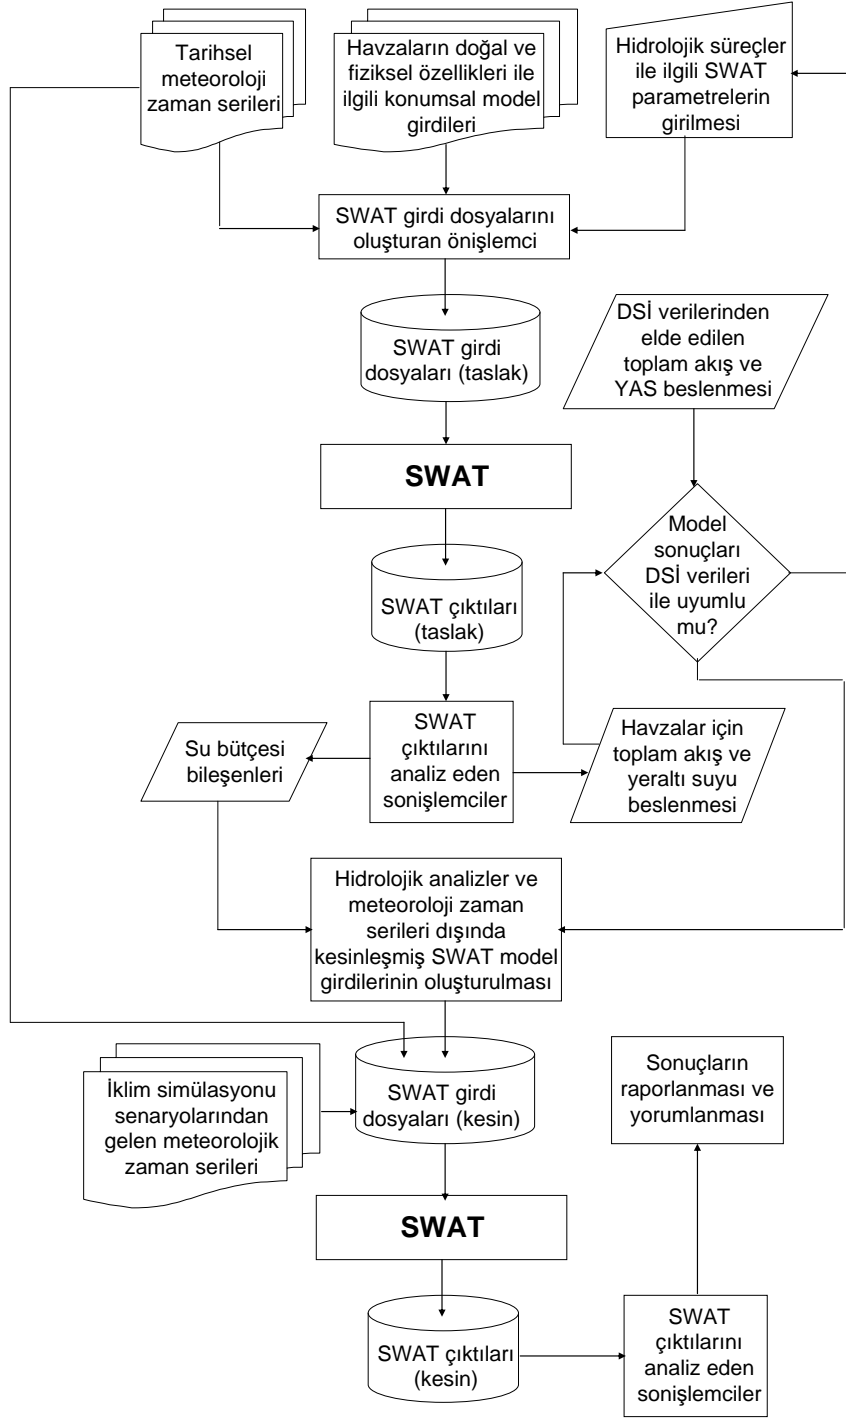 Tarihsel
meteoroloji
zaman serileri
Havzaların doğal ve
fiziksel özellikleri ile
ilgili konumsal model
girdileri
Hidrolojik süreçler
ile ilgili SWAT
parametrelerin
girilmesi
SWAT girdi dosyalarını
oluşturan önişlemci
SWAT girdi
dosyaları (taslak)
DSİ verilerinden
elde edilen
toplam akış ve
YAS beslenmesi
SWAT
Model
sonuçları
DSİ verileri
ile uyumlu
mu?
SWAT çıktıları
(taslak)
SWAT
çıktılarını
analiz eden
sonişlemciler
Su bütçesi
bileşenleri
Havzalar için
toplam akış ve
yeraltı suyu
beslenmesi
Hidrolojik analizler ve
meteoroloji zaman
serileri dışında
kesinleşmiş SWAT model
girdilerinin oluşturulması
İklim simülasyonu
senaryolarından
gelen meteorolojik
zaman serileri
SWAT girdi
dosyaları (kesin)
Sonuçların
raporlanması ve
yorumlanması
SWAT
SWAT çıktıları
(kesin)
SWAT
çıktılarını
analiz eden
sonişlemciler